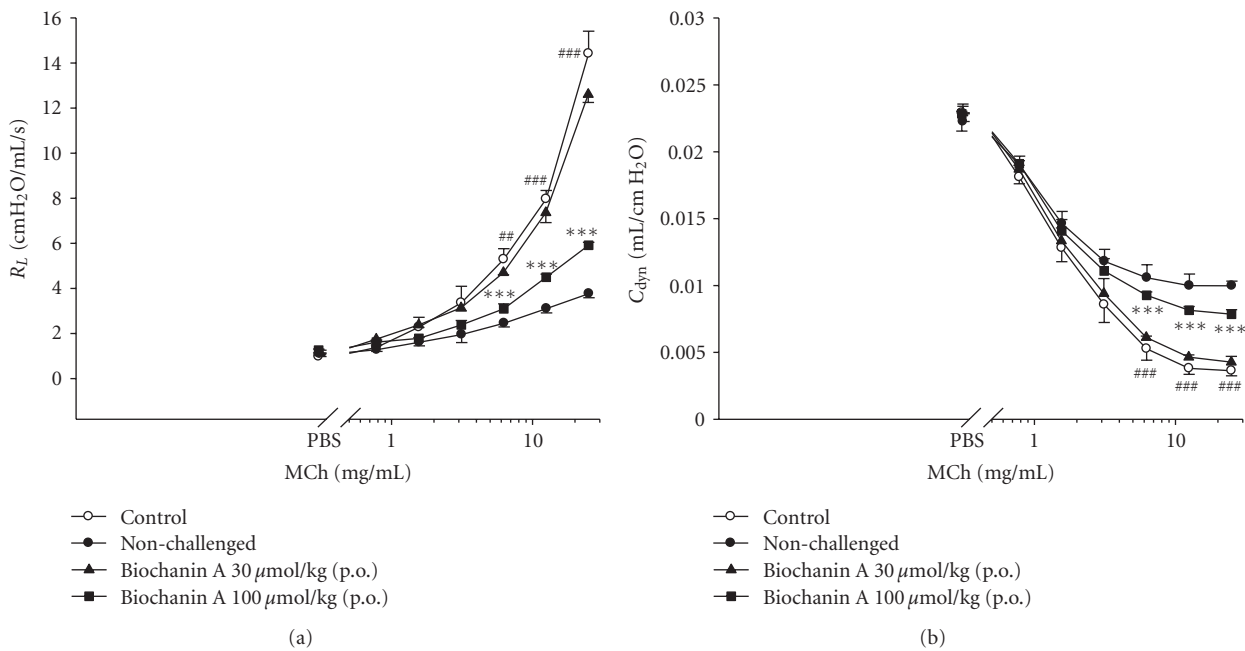 16
14
12
10
8
6
4
2
0
R_L (cmH₂O/mL/s)
###
###
##
***
***
***
PBS 1 10
MCh (mg/mL)
Control
Non-challenged
Biochanin A 30 μmol/kg (p.o.)
Biochanin A 100 μmol/kg (p.o.)
(a)
0.03
0.025
0.02
0.015
0.01
0.005
0
C_dyn (mL/cm H₂O)
***
***
***
###
###
###
PBS 1 10
MCh (mg/mL)
Control
Non-challenged
Biochanin A 30 μmol/kg (p.o.)
Biochanin A 100 μmol/kg (p.o.)
(b)